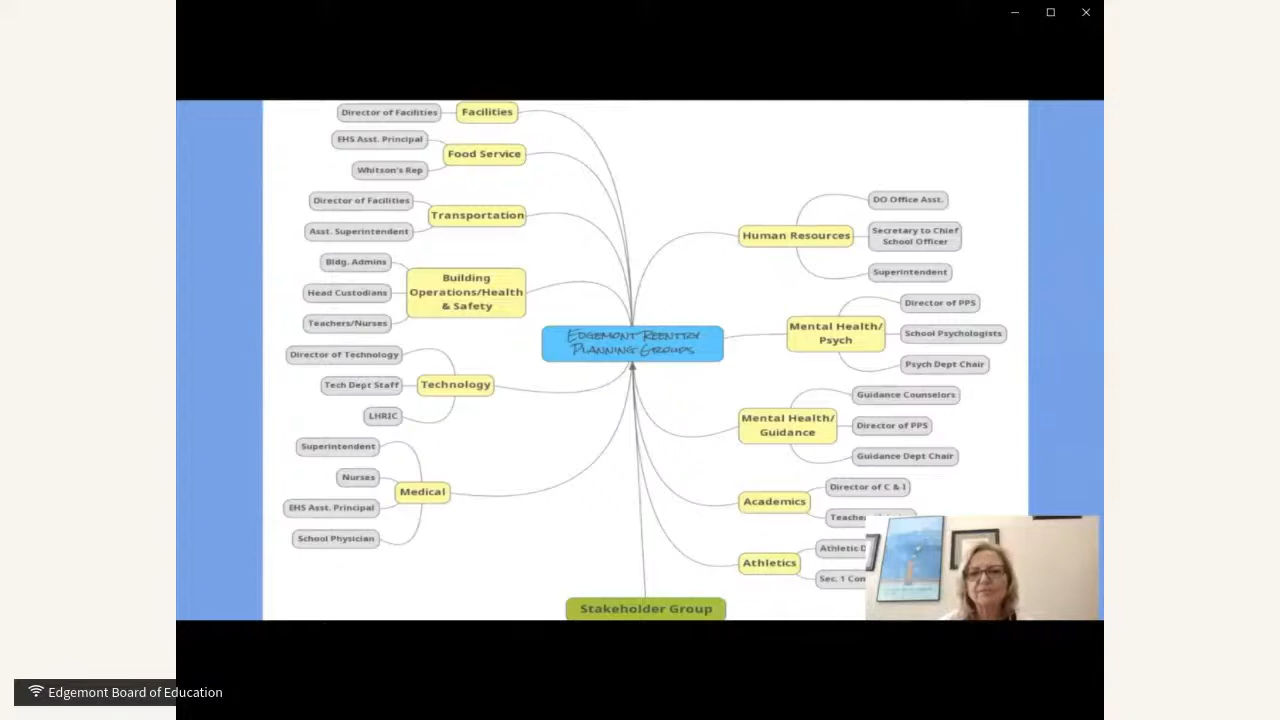 Director of Facilities
Facilities
EHS Asst. Principal
Food Service
Whitson's Rep
Director of Facilities
Transportation
Asst. Superintendent
Bldg. Admins
Building
Operations/Health
& Safety
Head Custodians
Teachers/Nurses
Director of Technology
Tech Dept Staff
Technology
LHRIC
Superintendent
Nurses
Medical
EHS Asst. Principal
School Physician
Edgemont Reentry
Planning Groups
DO Office Asst.
Human Resources
Secretary to Chief
School Officer
Superintendent
Director of PPS
Mental Health/
Psych
School Psychologists
Psych Dept Chair
Guidance Counselors
Mental Health/
Guidance
Director of PPS
Guidance Dept Chair
Director of C & I
Academics
Athletics
Athletic
Sec. 1
Stakeholder Group
Edgemont Board of Education